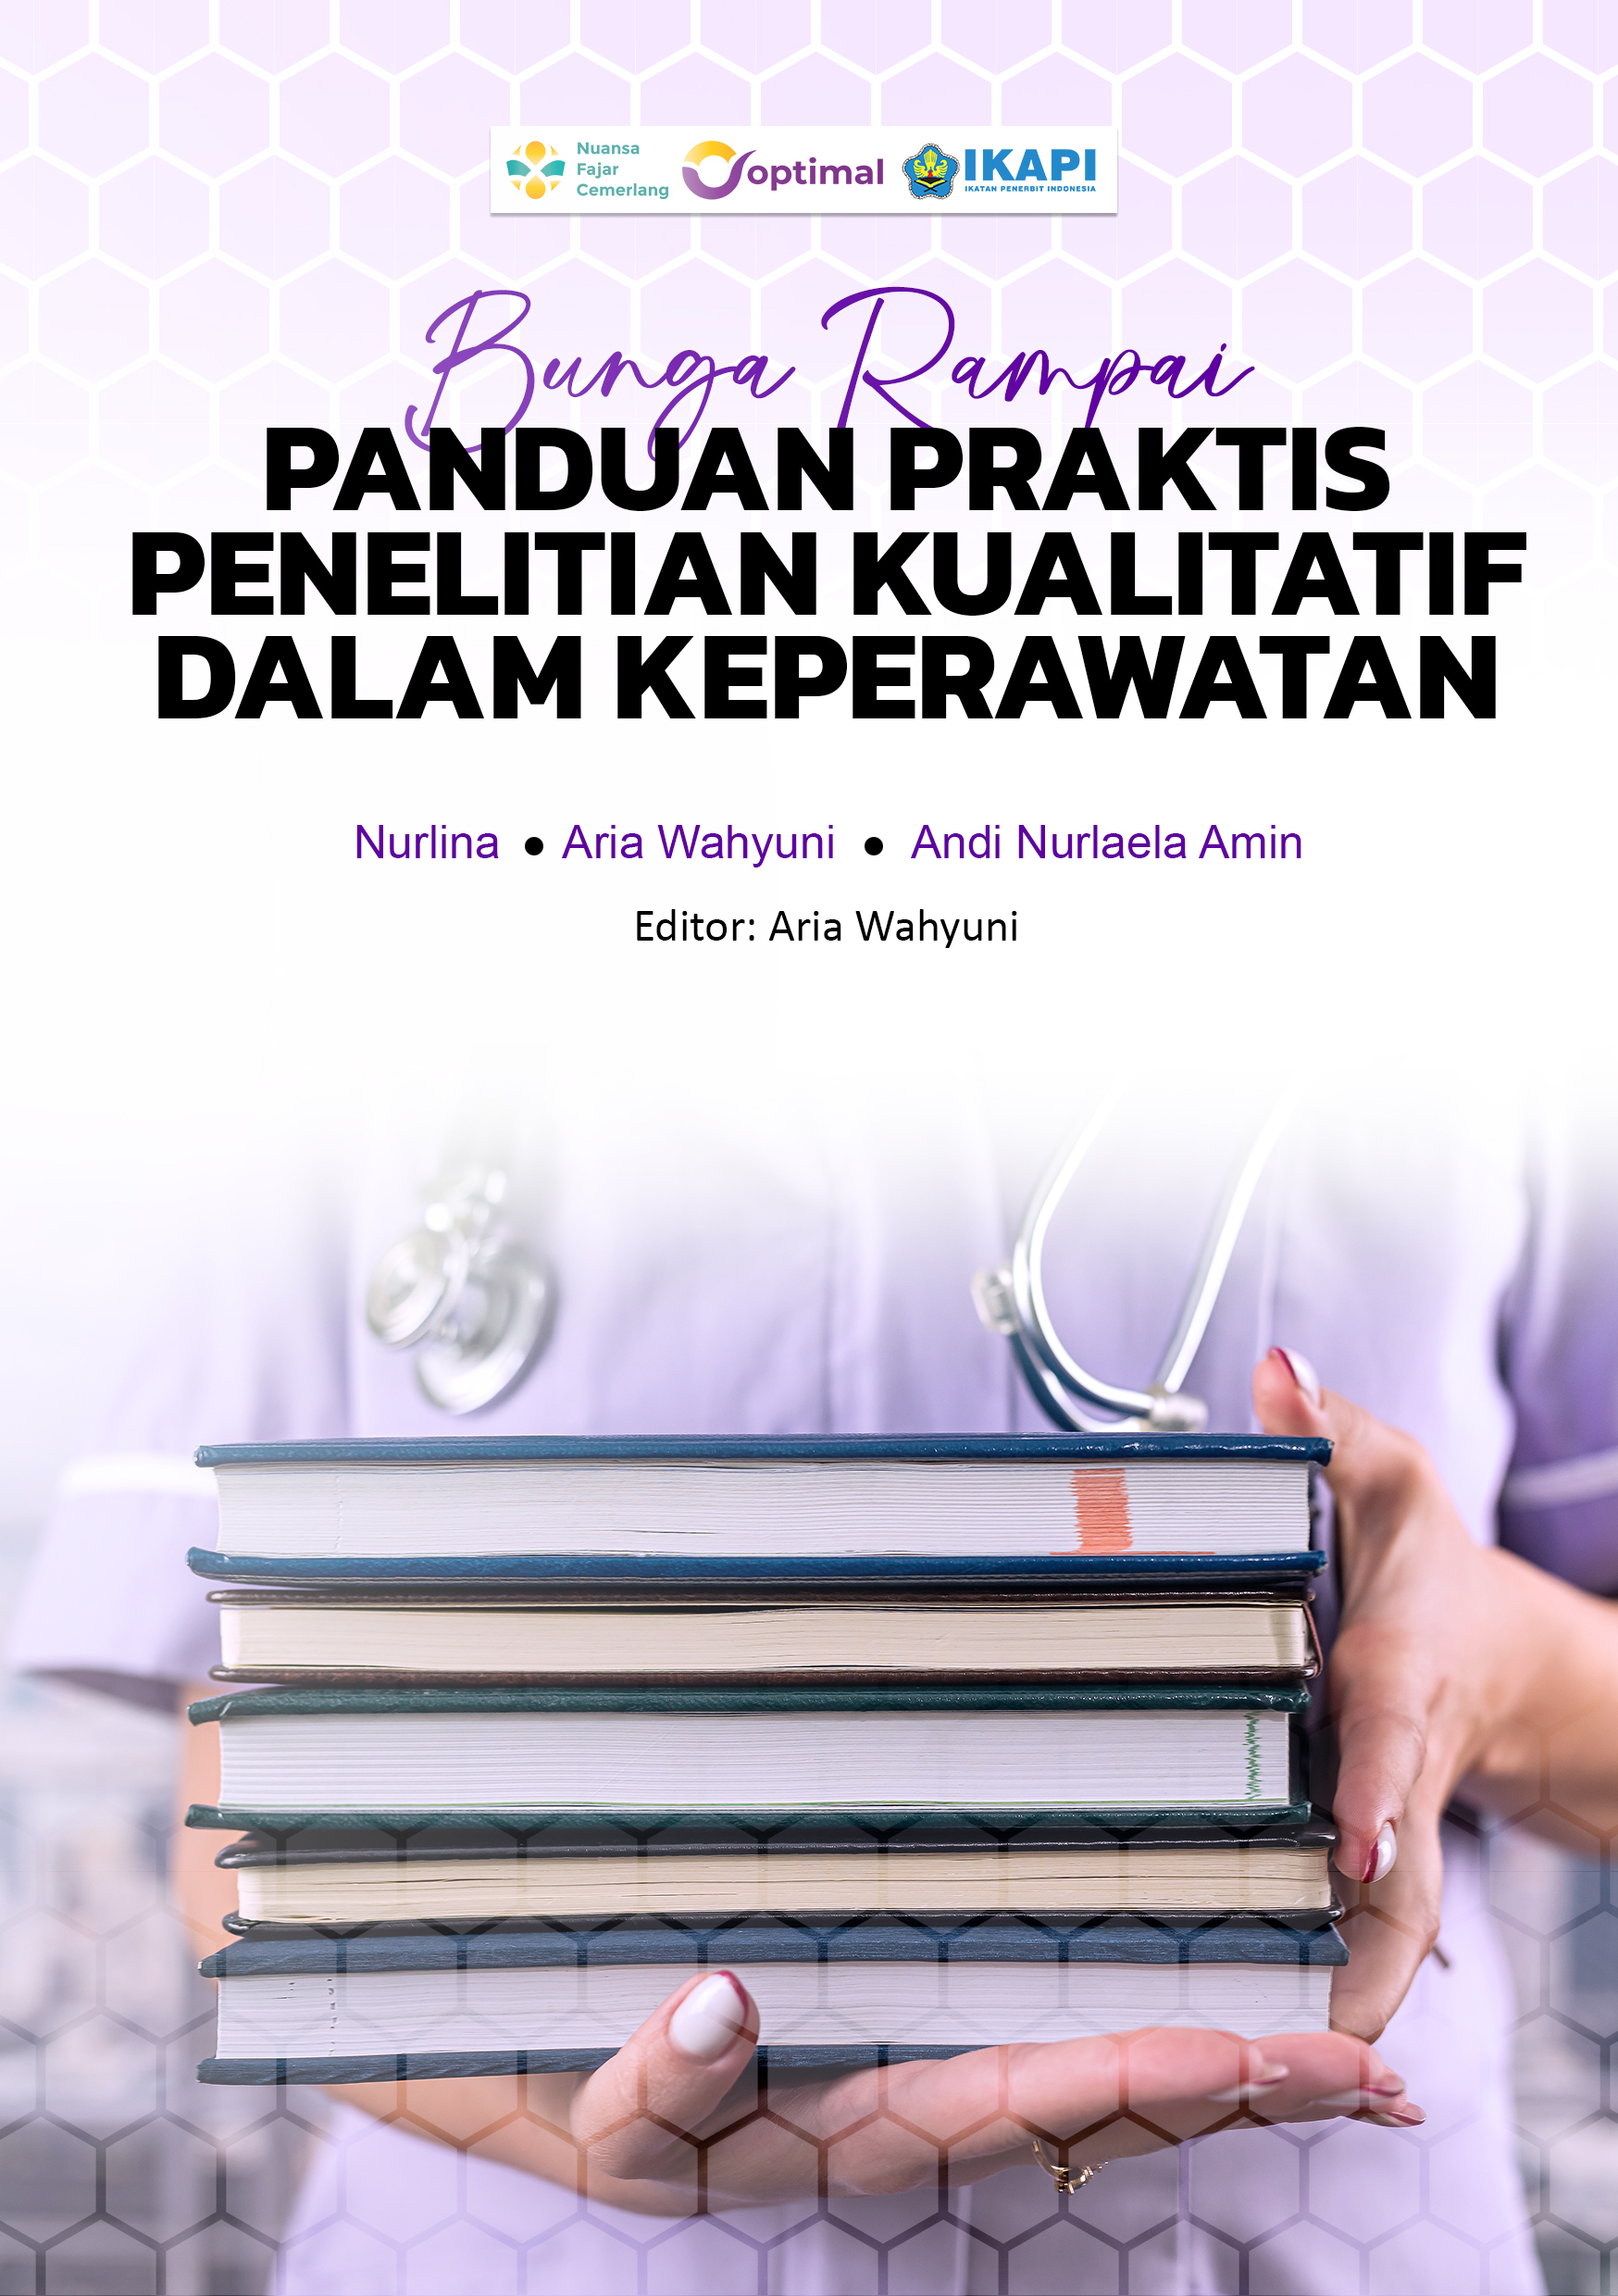 Nuansa
Fajar
Cemerlang
optimal
IKAPI
IKATAN PENERBIT INDONESIA
Bunga Rampai
PANDUAN PRAKTIS
PENELITIAN KUALITATIF
DALAM KEPERAWATAN
Nurlina • Aria Wahyuni • Andi Nurlaela Amin
Editor: Aria Wahyuni